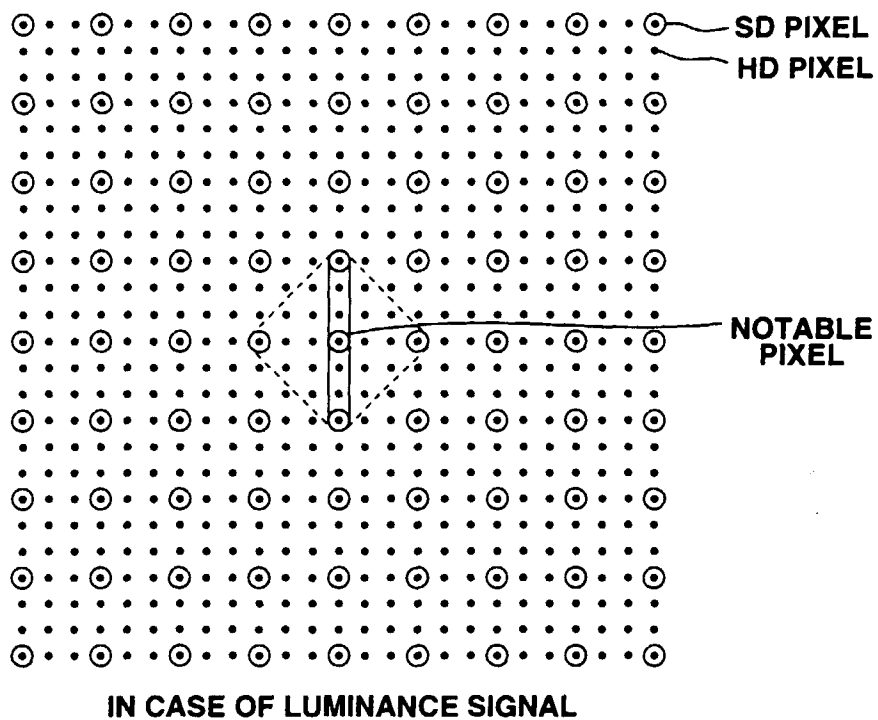 SD PIXEL
HD PIXEL
NOTABLE
PIXEL
IN CASE OF LUMINANCE SIGNAL